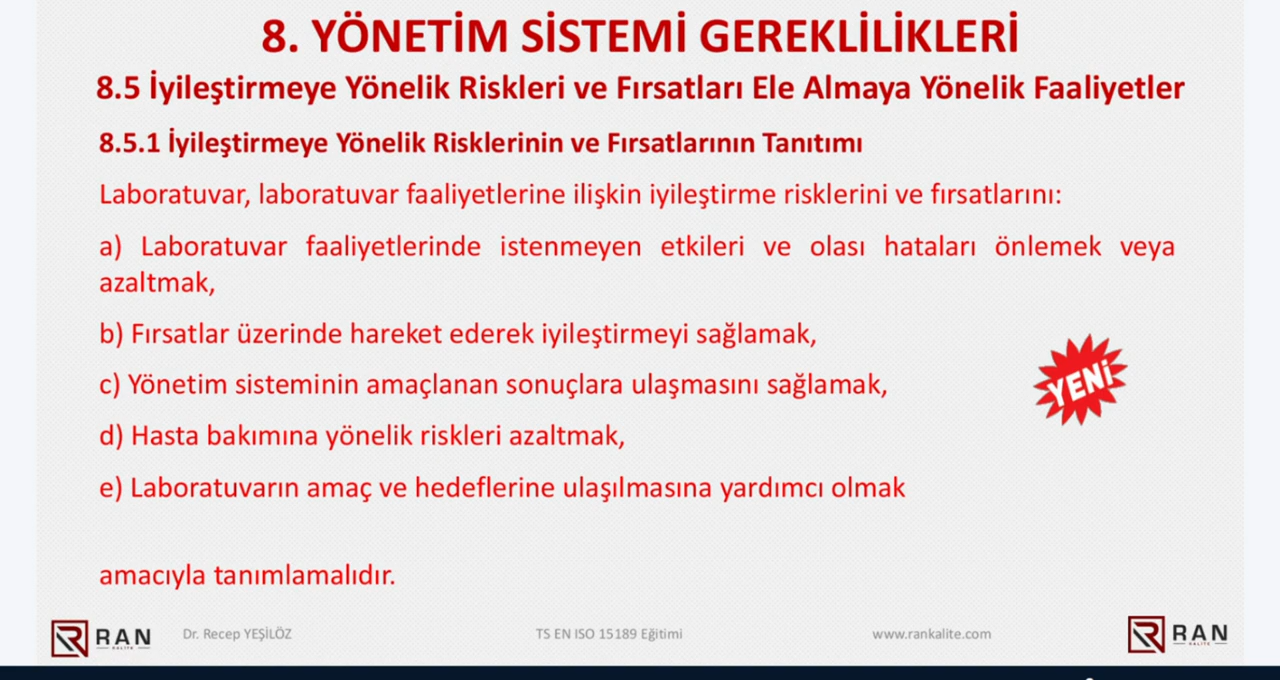 8. YÖNETİM SİSTEMİ GEREKLİLİKLERİ
8.5 İyileştirmeye Yönelik Riskleri ve Fırsatları Ele Almaya Yönelik Faaliyetler
8.5.1 İyileştirmeye Yönelik Risklerinin ve Fırsatlarının Tanıtımı
Laboratuvar, laboratuvar faaliyetlerine ilişkin iyileştirme risklerini ve fırsatlarını:
a) Laboratuvar faaliyetlerinde istenmeyen etkileri ve olası hataları önlemek veya
azaltmak,
b) Fırsatlar üzerinde hareket ederek iyileştirmeyi sağlamak,
c) Yönetim sisteminin amaçlanan sonuçlara ulaşmasını sağlamak,
YENİ
d) Hasta bakımına yönelik riskleri azaltmak,
e) Laboratuvarın amaç ve hedeflerine ulaşılmasına yardımcı olmak
amacıyla tanımlamalıdır.
RAN
KALİTE
Dr. Recep YEŞİLÖZ
TS EN ISO 15189 Eğitimi
www.rankalite.com
RAN
KALİTE